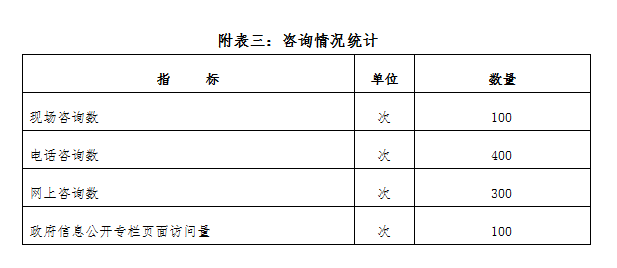 附表三：咨询情况统计
指 标 单位 数量
现场咨询数 次 100
电话咨询数 次 400
网上咨询数 次 300
政府信息公开专栏页面访问量 次 100